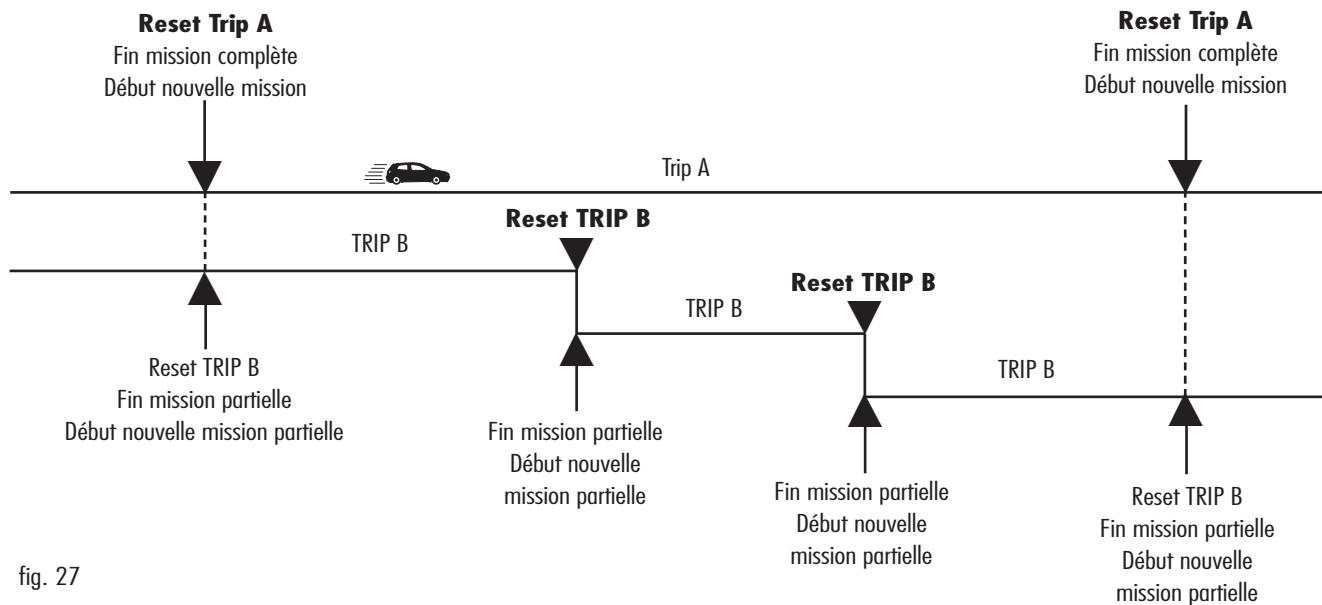 Reset Trip A
Fin mission complète
Début nouvelle mission
Reset Trip A
Fin mission complète
Début nouvelle mission
Trip A
Reset TRIP B
TRIP B
Reset TRIP B
TRIP B
TRIP B
Reset TRIP B
Fin mission partielle
Début nouvelle mission partielle
Fin mission partielle
Début nouvelle
mission partielle
Fin mission partielle
Début nouvelle
mission partielle
Reset TRIP B
Fin mission partielle
Début nouvelle
mission partielle
fig. 27